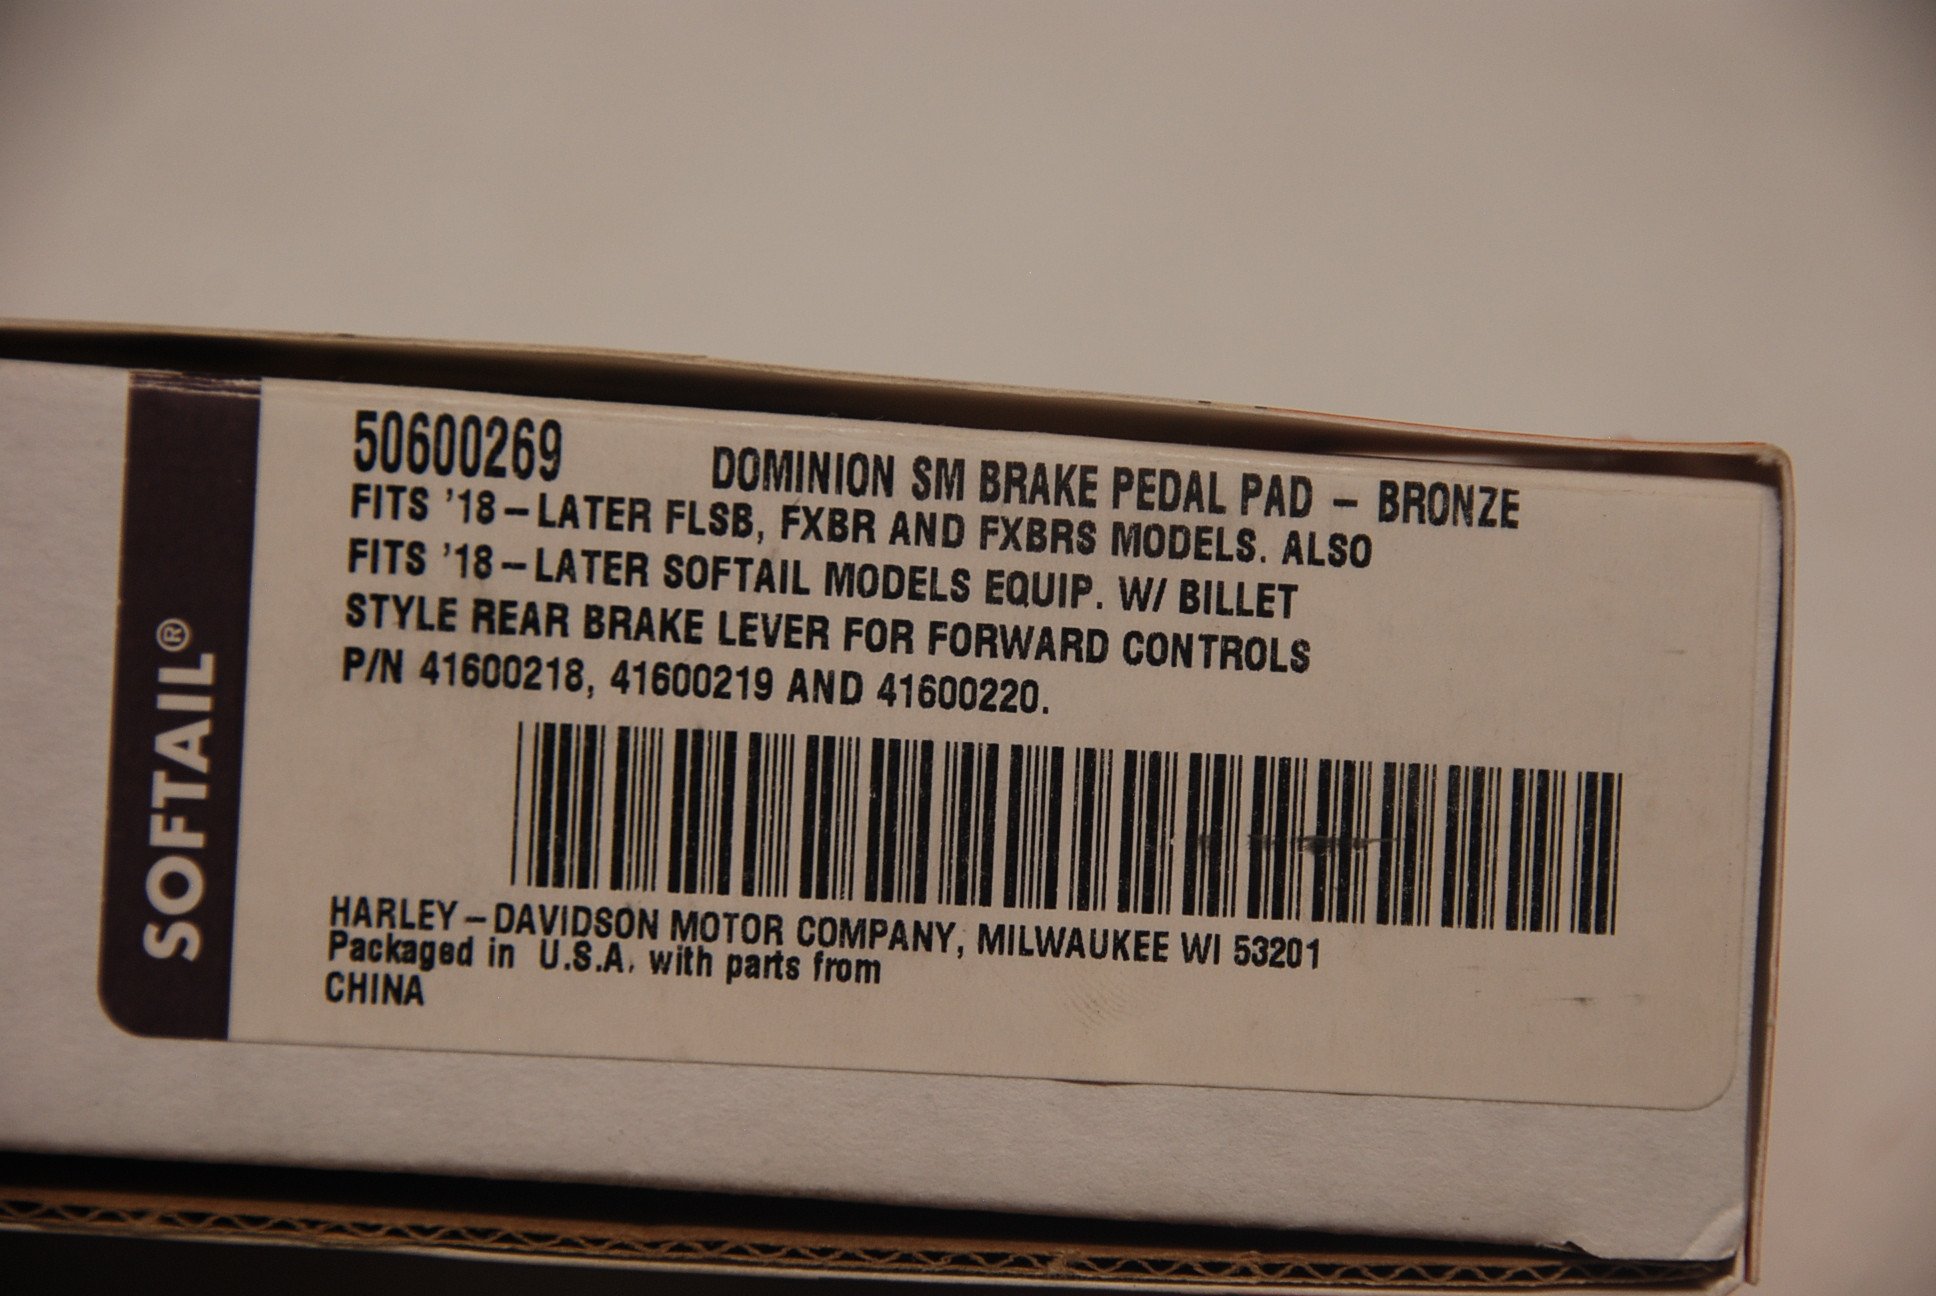 SOFTAIL®
50600269 DOMINION SM BRAKE PEDAL PAD – BRONZE
FITS '18–LATER FLSB, FXBR AND FXBRS MODELS. ALSO
FITS '18–LATER SOFTAIL MODELS EQUIP. W/ BILLET
STYLE REAR BRAKE LEVER FOR FORWARD CONTROLS
P/N 41600218, 41600219 AND 41600220.
HARLEY–DAVIDSON MOTOR COMPANY, MILWAUKEE WI 53201
Packaged in U.S.A. with parts from
CHINA